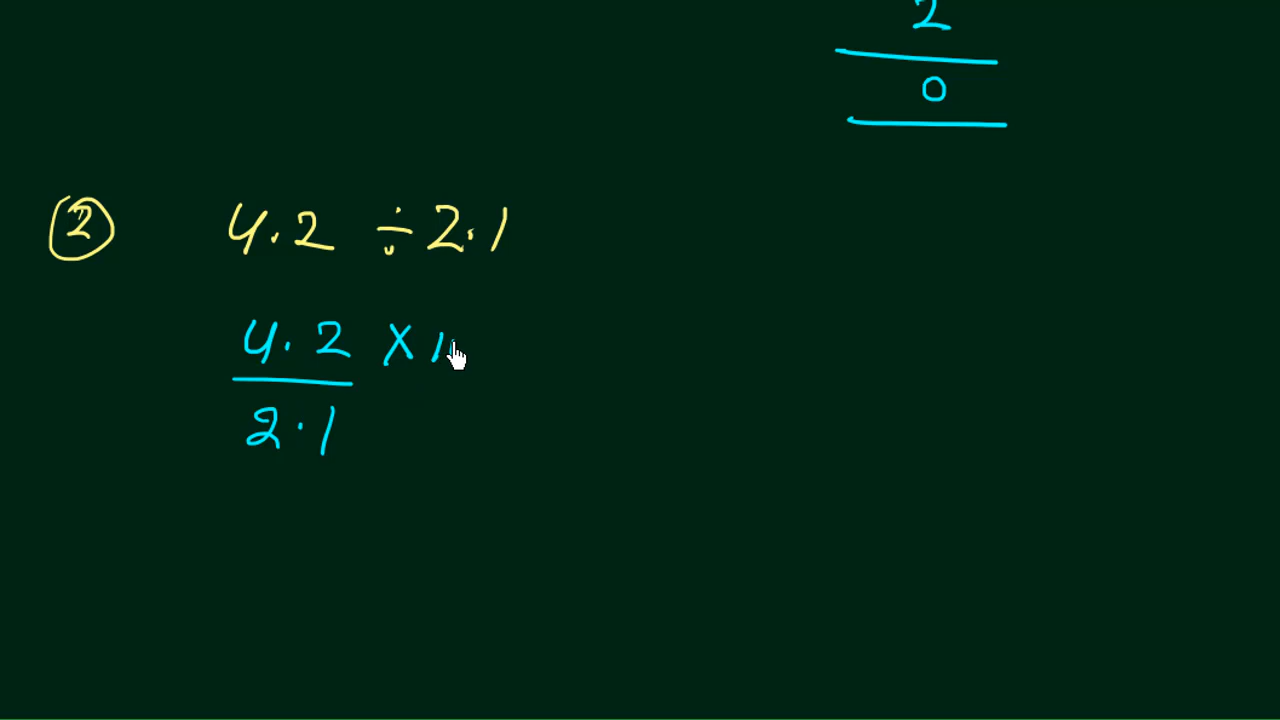 2
0
② 4.2 ÷ 2.1
4.2 × 1
2.1